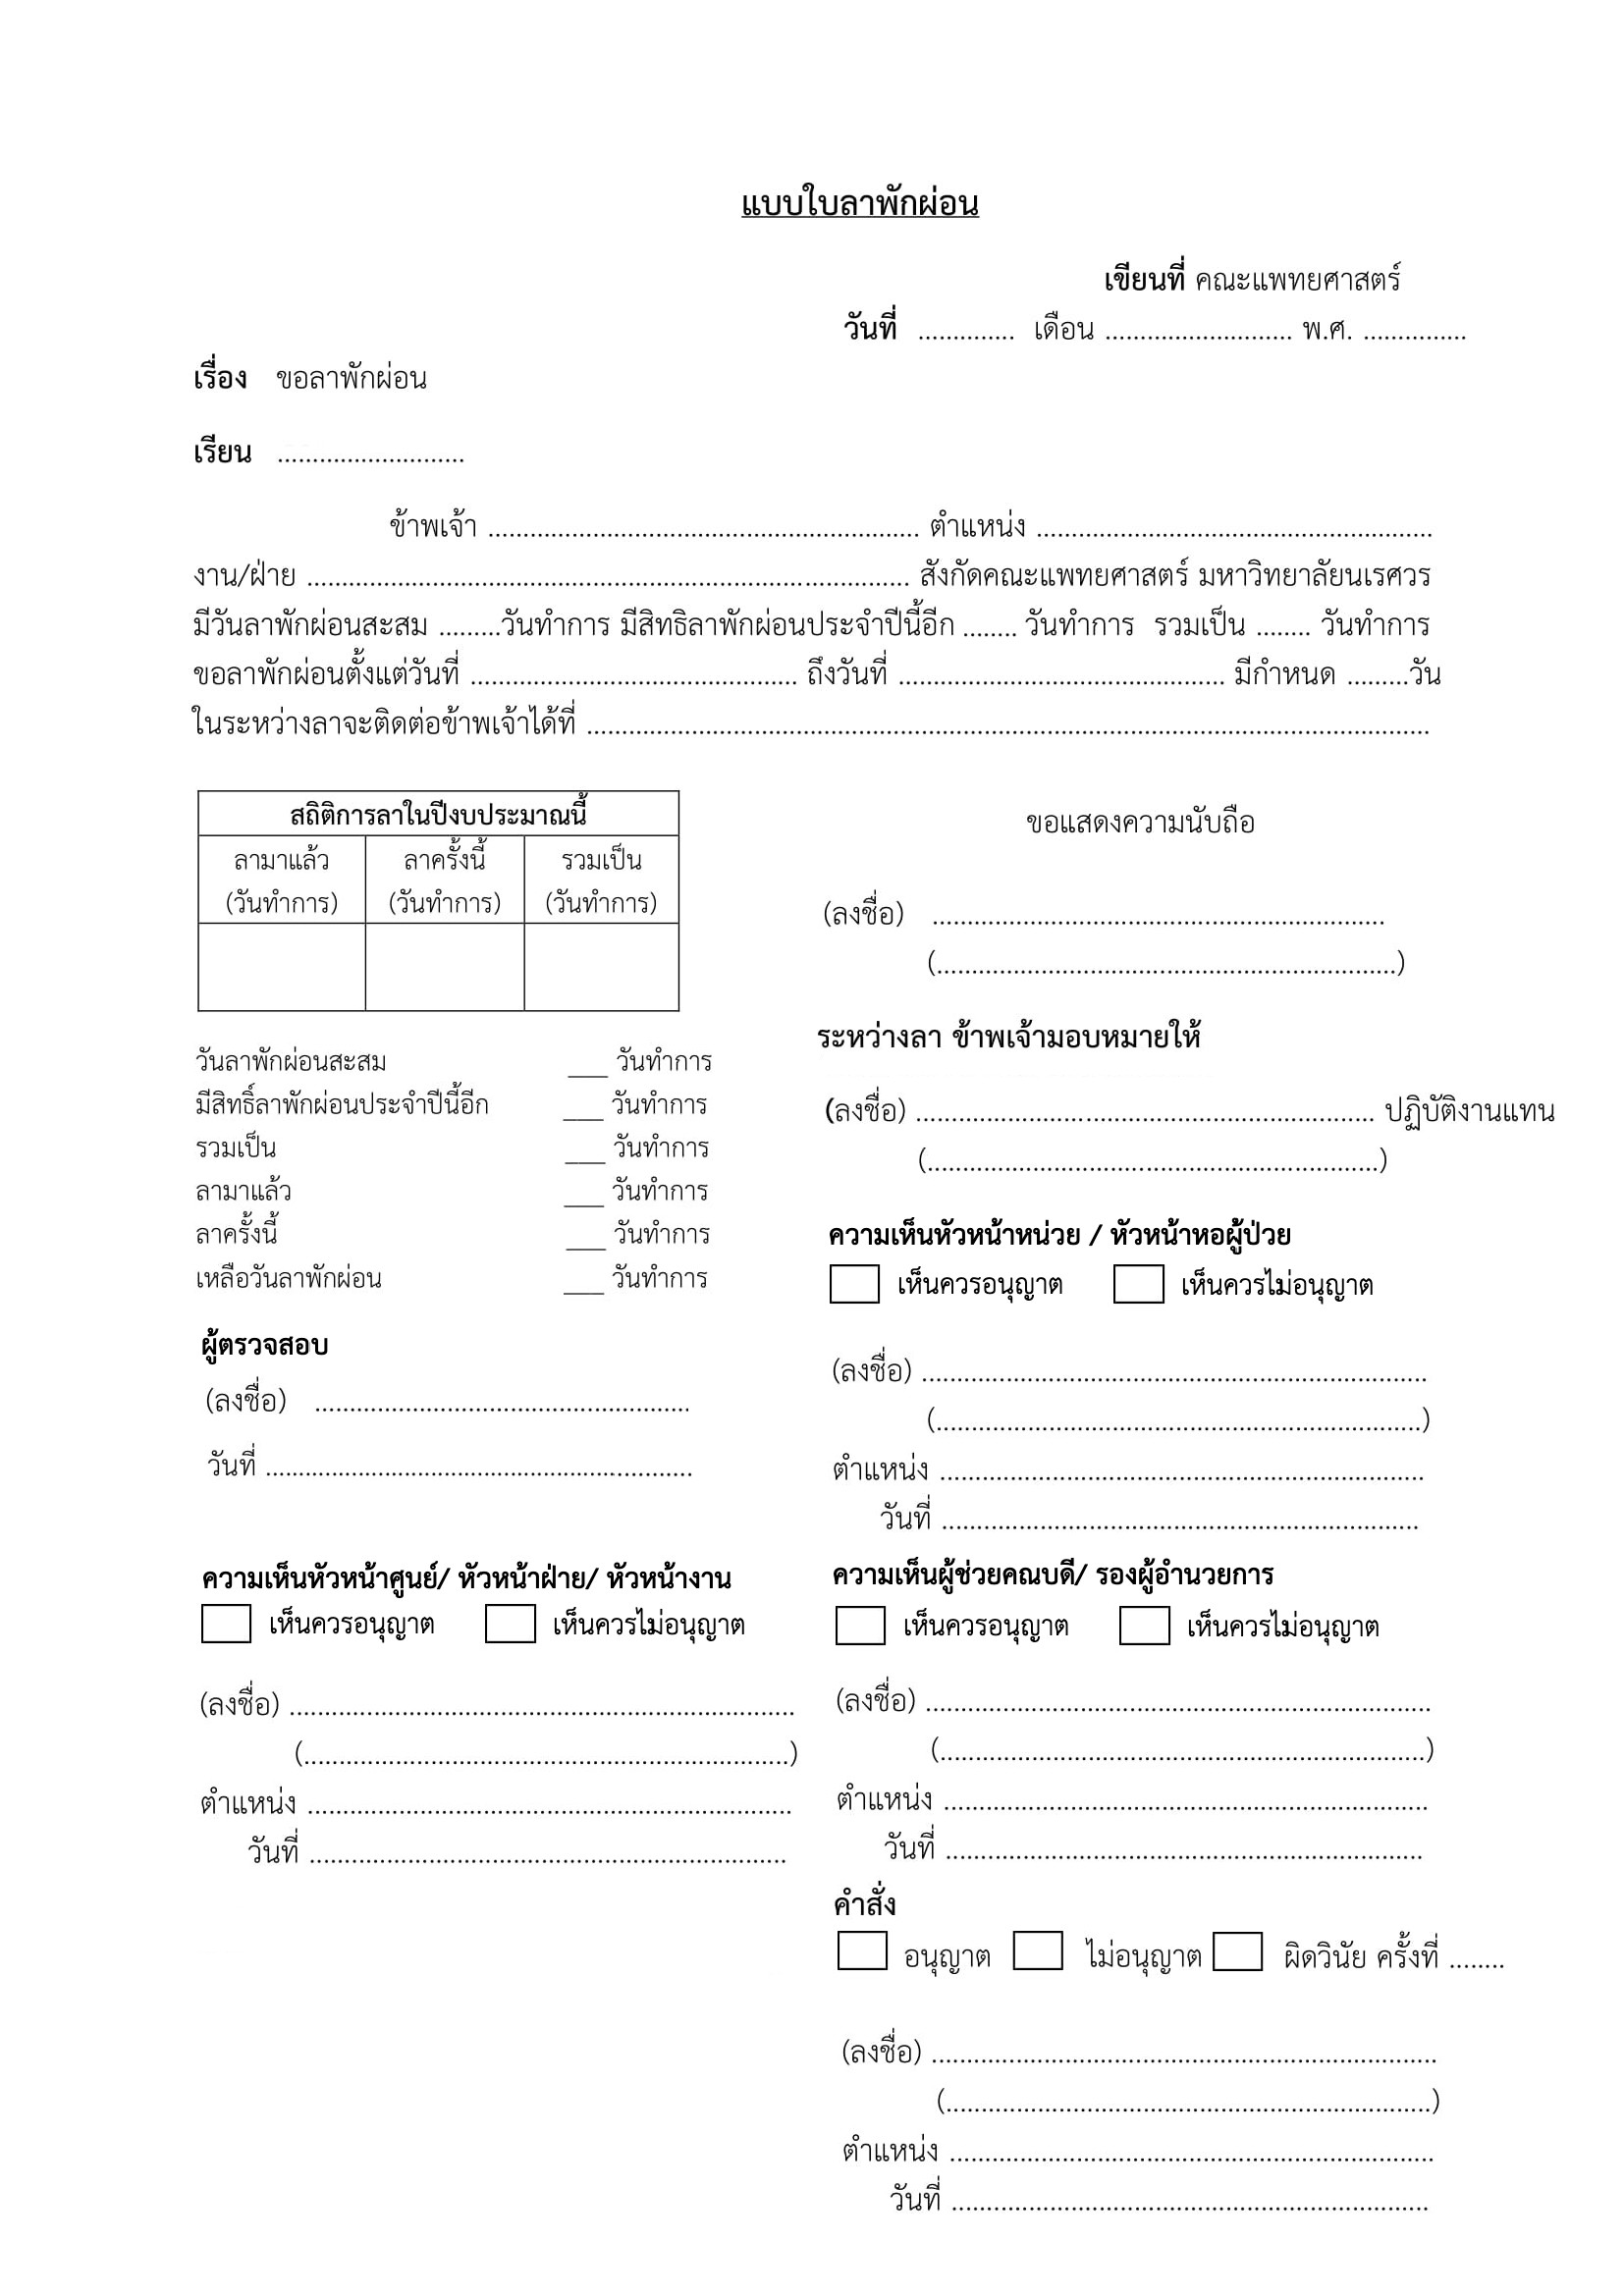 แบบใบลาพักผ่อน
เขียนที่ คณะแพทยศาสตร์
วันที่ .............. เดือน ........................... พ.ศ. ...............
เรื่อง ขอลาพักผ่อน
เรียน ...........................
ข้าพเจ้า .............................................................. ตำแหน่ง .........................................................
งาน/ฝ่าย ....................................................................................... สังกัดคณะแพทยศาสตร์ มหาวิทยาลัยนเรศวร
มีวันลาพักผ่อนสะสม .........วันทำการ มีสิทธิลาพักผ่อนประจำปีนี้อีก ........ วันทำการ รวมเป็น ........ วันทำการ
ขอลาพักผ่อนตั้งแต่วันที่ ............................................... ถึงวันที่ ............................................... มีกำหนด .........วัน
ในระหว่างลาจะติดต่อข้าพเจ้าได้ที่ .........................................................................................................................
สถิติการลาในปีงบประมาณนี้
ลามาแล้ว ลาครั้งนี้ รวมเป็น
(วันทำการ) (วันทำการ) (วันทำการ)
วันลาพักผ่อนสะสม ___ วันทำการ
มีสิทธิ์ลาพักผ่อนประจำปีนี้อีก ___ วันทำการ
รวมเป็น ___ วันทำการ
ลามาแล้ว ___ วันทำการ
ลาครั้งนี้ ___ วันทำการ
เหลือวันลาพักผ่อน ___ วันทำการ
ผู้ตรวจสอบ
(ลงชื่อ) ......................................................
วันที่ .............................................................
ขอแสดงความนับถือ
(ลงชื่อ) .................................................................
(..................................................................)
ระหว่างลา ข้าพเจ้ามอบหมายให้
(ลงชื่อ) .................................................................. ปฏิบัติงานแทน
(.................................................................)
ความเห็นหัวหน้าหน่วย / หัวหน้าหอผู้ป่วย
เห็นควรอนุญาต เห็นควรไม่อนุญาต
(ลงชื่อ) ........................................................................
(.....................................................................)
ตำแหน่ง .....................................................................
วันที่ ....................................................................
ความเห็นหัวหน้าศูนย์/ หัวหน้าฝ่าย/ หัวหน้างาน
เห็นควรอนุญาต เห็นควรไม่อนุญาต
(ลงชื่อ) ........................................................................
(.....................................................................)
ตำแหน่ง .....................................................................
วันที่ ....................................................................
ความเห็นผู้ช่วยคณบดี/ รองผู้อำนวยการ
เห็นควรอนุญาต เห็นควรไม่อนุญาต
(ลงชื่อ) ........................................................................
(.....................................................................)
ตำแหน่ง .....................................................................
วันที่ ....................................................................
คำสั่ง
อนุญาต ไม่อนุญาต ผิดวินัย ครั้งที่ ........
(ลงชื่อ) ........................................................................
(.....................................................................)
ตำแหน่ง .....................................................................
วันที่ ....................................................................